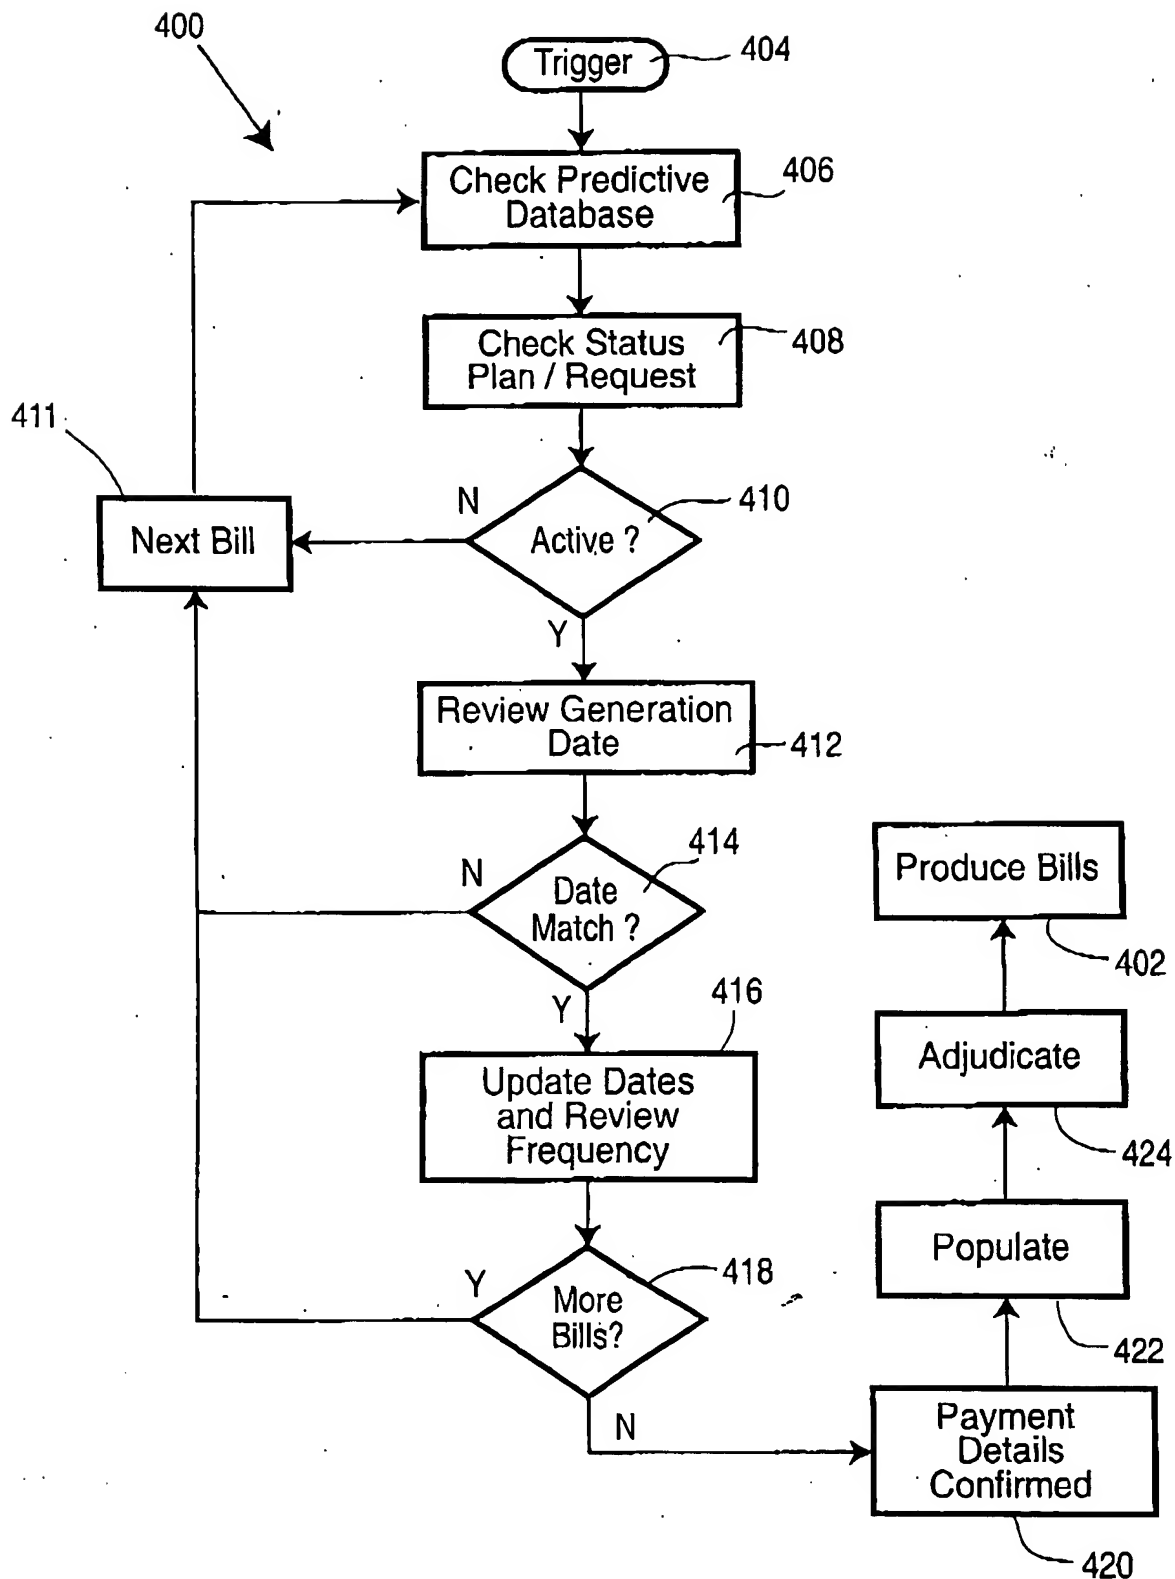 400
Trigger
404
Check Predictive
Database
406
Check Status
Plan / Request
408
411
Next Bill
N
Active ?
410
Y
Review Generation
Date
412
N
Date
Match ?
414
Y
416
Update Dates
and Review
Frequency
Y
More
Bills?
418
N
Produce Bills
402
Adjudicate
424
Populate
422
Payment
Details
Confirmed
420